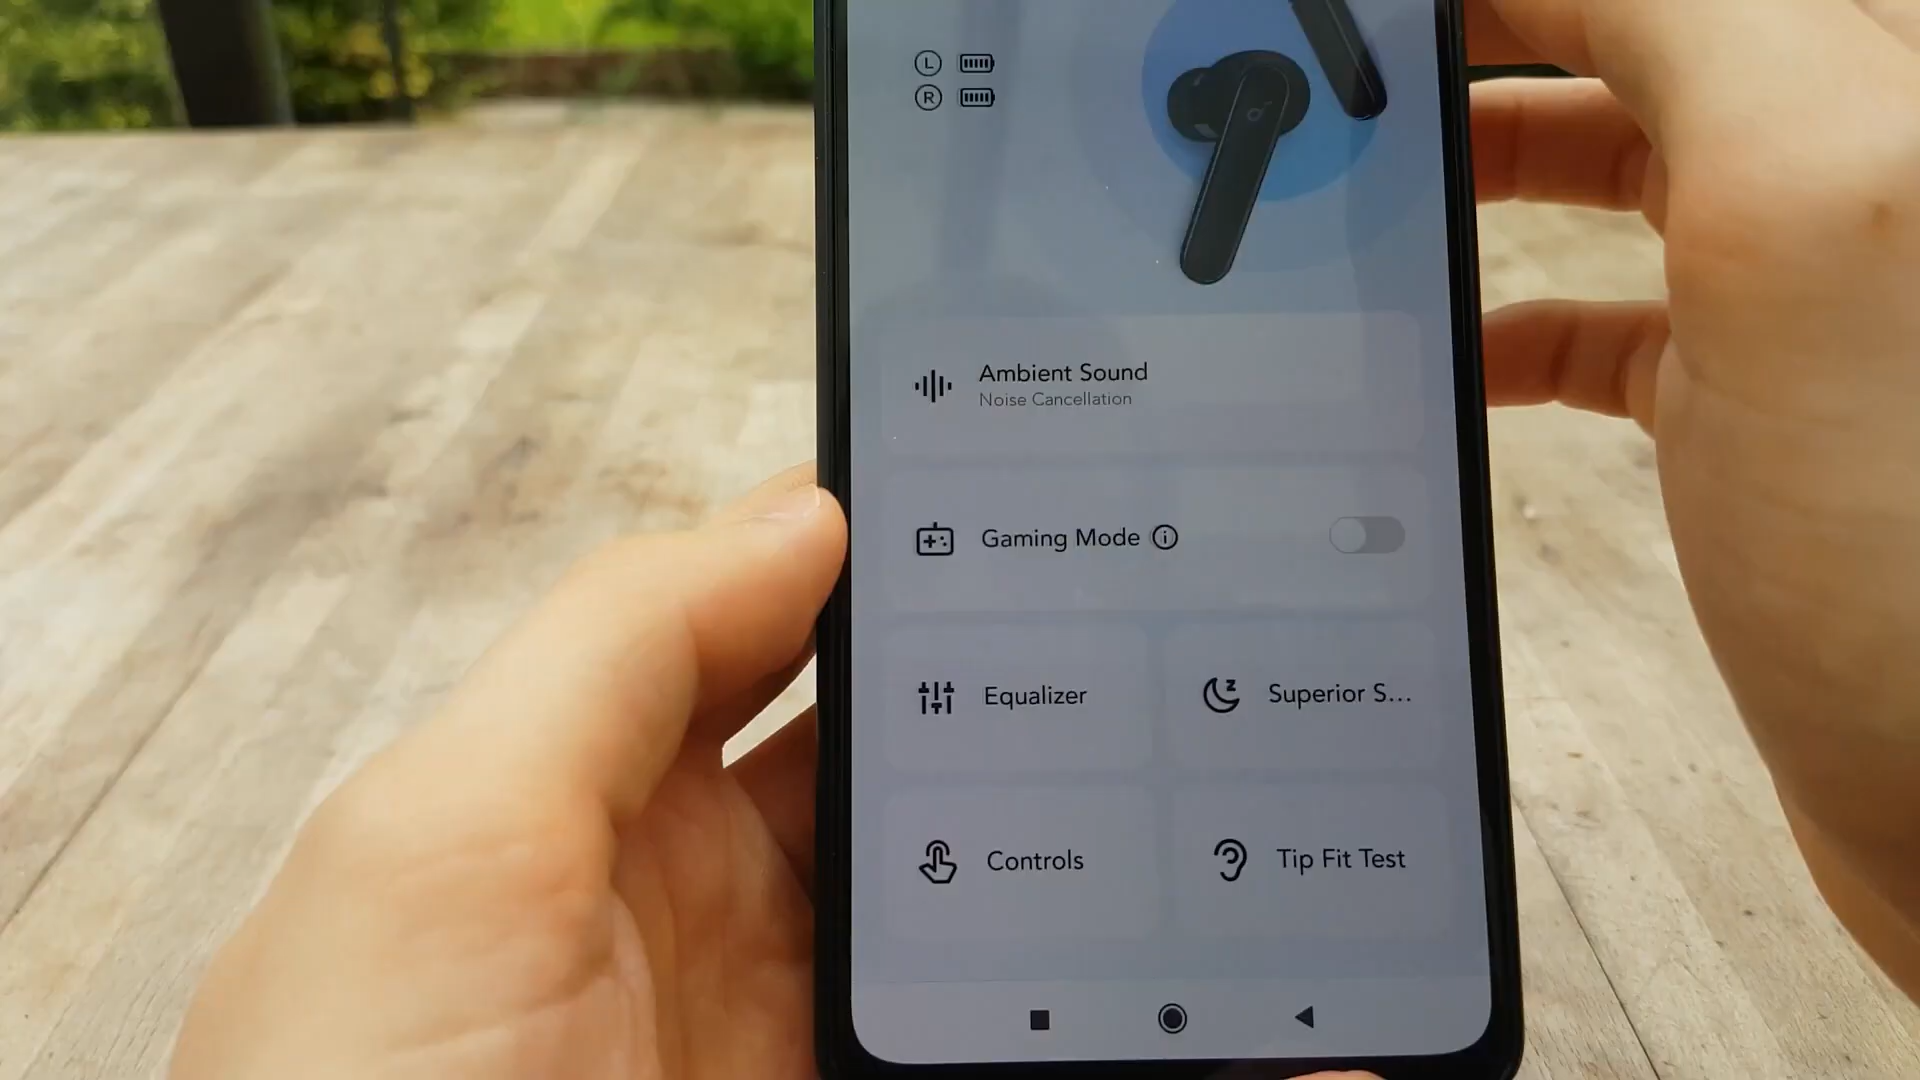 L
R
Ambient Sound
Noise Cancellation
Gaming Mode
Equalizer
Superior S...
Controls
Tip Fit Test